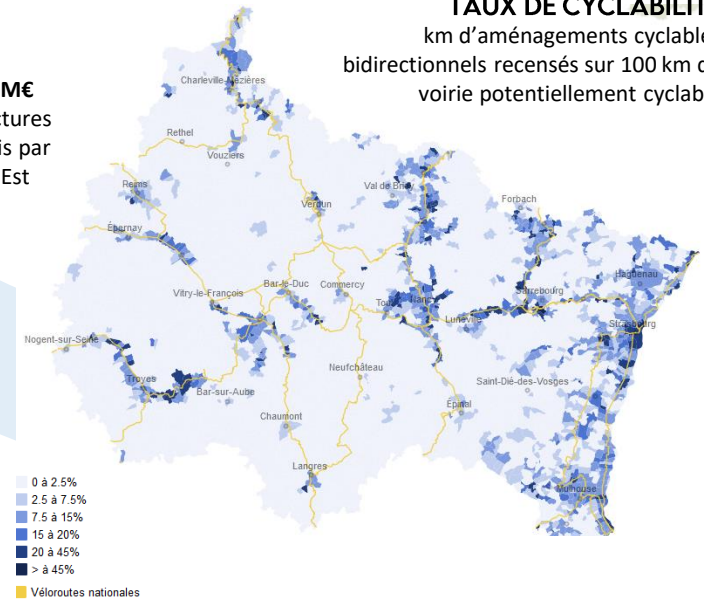 TAUX DE CYCLABILIT
km d'aménagements cyclable
bidirectionnels recensés sur 100 km d
voirie potentiellement cyclab
M€
ctures
is par
Est
Charleville-Mézières
Rethel
Vouziers
Reims
Val de Briey
Forbach
Verdun
Épernay
Haguenau
Vitry-le-François
Bar-le-Duc
Commercy
Toul
Nancy
Sarrebourg
Lunéville
Strasbourg
Nogent-sur-Seine
Troyes
Bar-sur-Aube
Neufchâteau
Saint-Dié-des-Vosges
Épinal
Chaumont
Langres
Mulhouse
0 à 2.5%
2.5 à 7.5%
7.5 à 15%
15 à 20%
20 à 45%
> à 45%
Véloroutes nationales